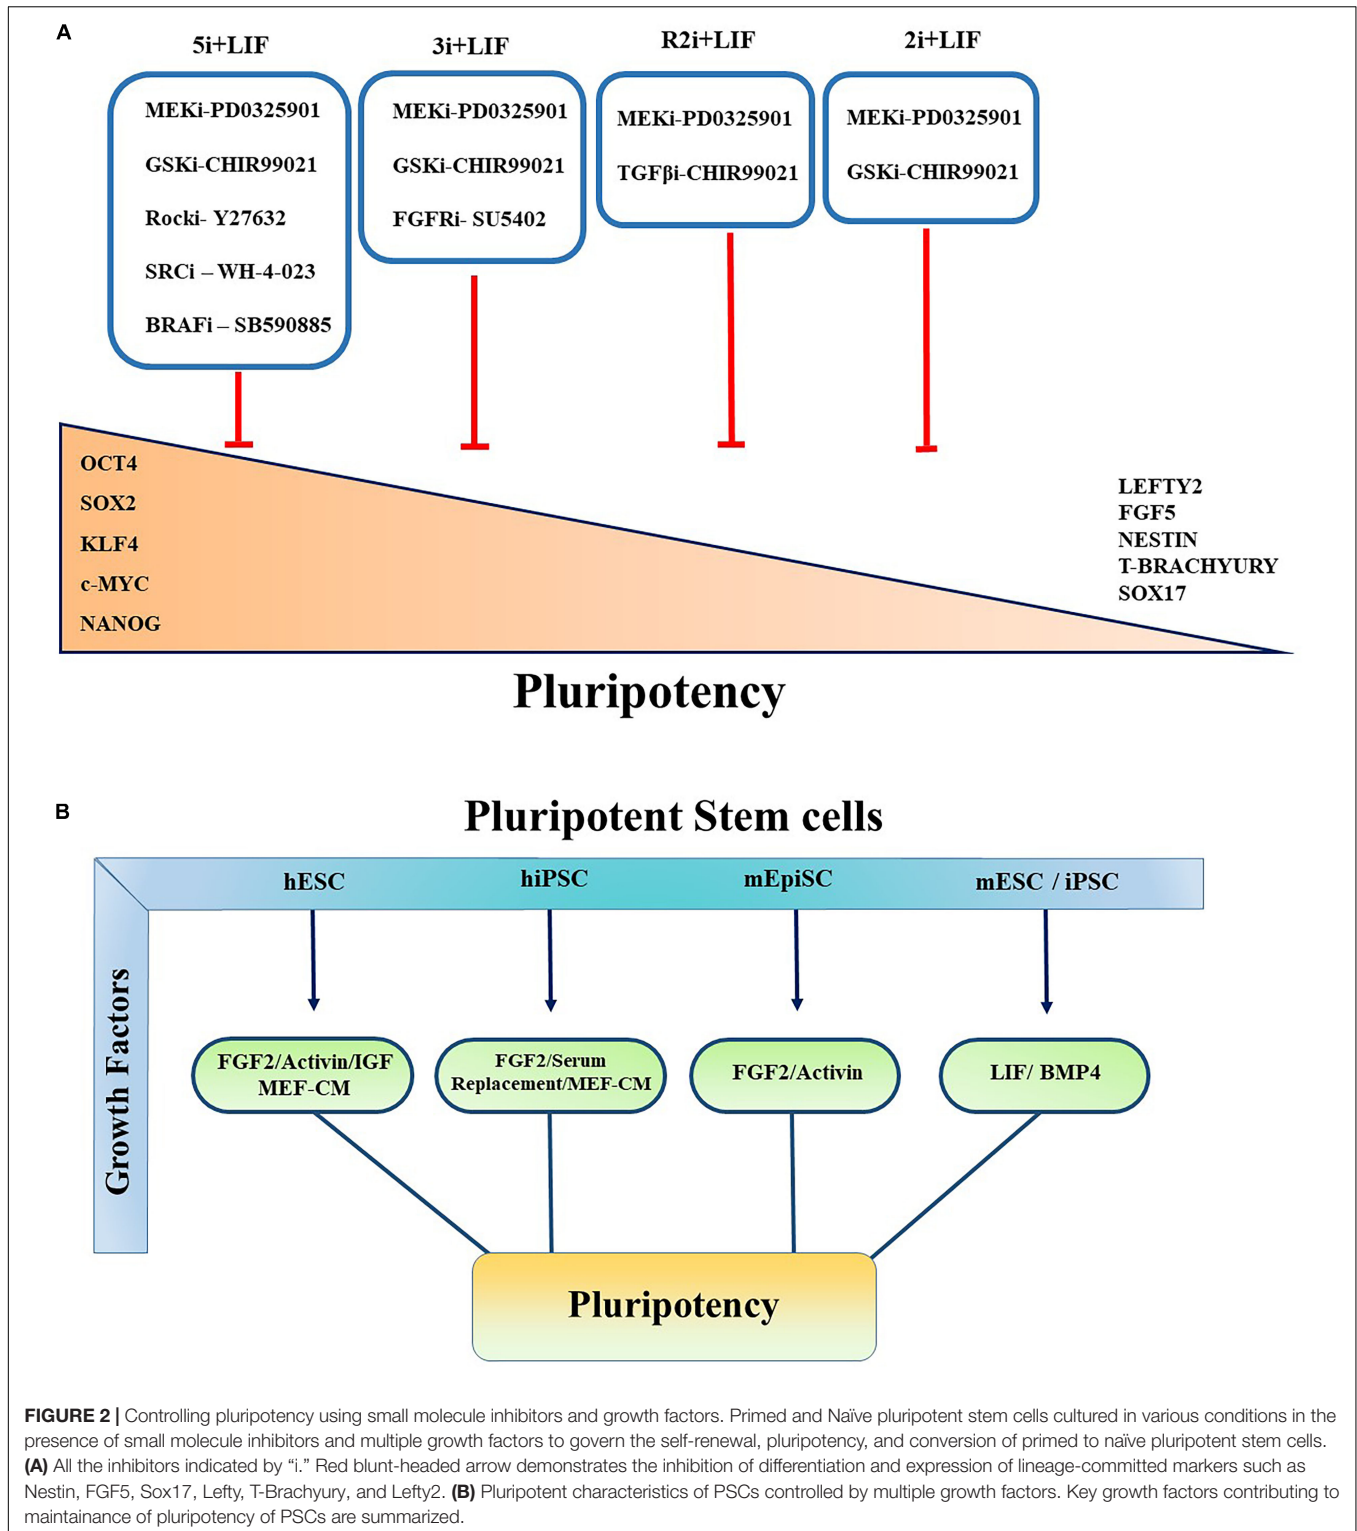 A
5i+LIF
3i+LIF
R2i+LIF
2i+LIF
MEKi-PD0325901
GSKi-CHIR99021
Rocki- Y27632
SRCi – WH-4-023
BRAFi – SB590885
MEKi-PD0325901
GSKi-CHIR99021
FGFRi- SU5402
MEKi-PD0325901
TGFβi-CHIR99021
MEKi-PD0325901
GSKi-CHIR99021
OCT4
SOX2
KLF4
c-MYC
NANOG
LEFTY2
FGF5
NESTIN
T-BRACHYURY
SOX17
Pluripotency
B
Pluripotent Stem cells
hESC
hiPSC
mEpiSC
mESC / iPSC
Growth Factors
FGF2/Activin/IGF
MEF-CM
FGF2/Serum
Replacement/MEF-CM
FGF2/Activin
LIF/ BMP4
Pluripotency
FIGURE 2 | Controlling pluripotency using small molecule inhibitors and growth factors. Primed and Naïve pluripotent stem cells cultured in various conditions in the
presence of small molecule inhibitors and multiple growth factors to govern the self-renewal, pluripotency, and conversion of primed to naïve pluripotent stem cells.
(A) All the inhibitors indicated by “i.” Red blunt-headed arrow demonstrates the inhibition of differentiation and expression of lineage-committed markers such as
Nestin, FGF5, Sox17, Lefty, T-Brachyury, and Lefty2. (B) Pluripotent characteristics of PSCs controlled by multiple growth factors. Key growth factors contributing to
maintainance of pluripotency of PSCs are summarized.